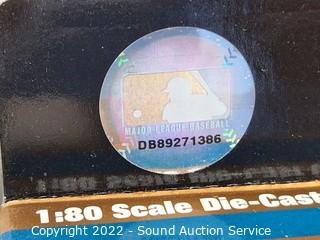 MAJOR LEAGUE BASEBALL
DB89271386
1:80 Scale Die-Cast
Copyright 2022 - Sound Auction Service